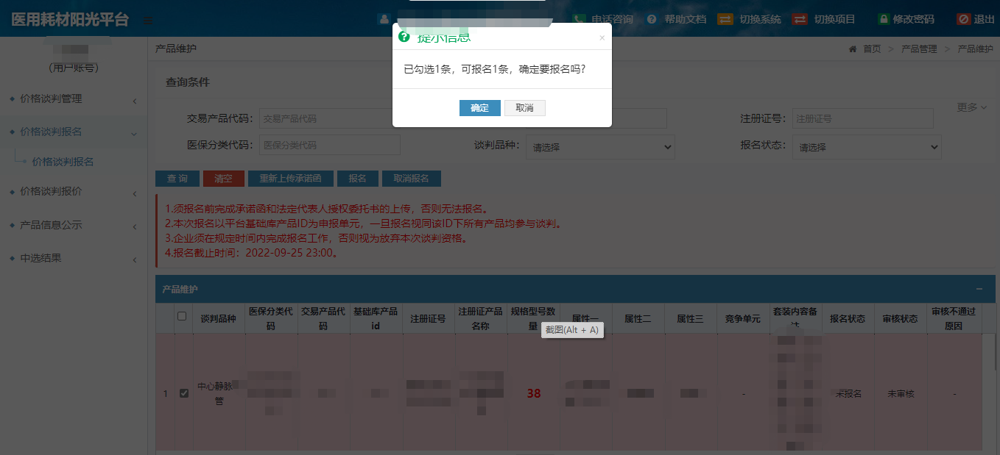 医用耗材阳光平台
电话咨询 帮助文档 切换系统 切换项目 修改密码 退出
(用户账号)
价格谈判管理
价格谈判报名
价格谈判报名
价格谈判报价
产品信息公示
中选结果
提示信息
×
已勾选1条，可报名1条，确定要报名吗？
确定 取消
产品维护
首页 > 产品管理 > 产品维护
查询条件
更多
交易产品代码： 交易产品代码
注册证号： 注册证号
医保分类代码： 医保分类代码
谈判品种： 请选择
报名状态： 请选择
查 询 清空 重新上传承诺函 报名 取消报名
1.须报名前完成承诺函和法定代表人授权委托书的上传，否则无法报名。
2.本次报名以平台基础库产品ID为申报单元，一旦报名视同该ID下所有产品均参与谈判。
3.企业须在规定时间内完成报名工作，否则视为放弃本次谈判资格。
4.报名截止时间：2022-09-25 23:00。
产品维护
谈判品种 医保分类代码 交易产品代码 基础库产品id 注册证号 注册证产品名称 规格型号数量 属性一 属性二 属性三 竞争单元 套装内容备注 报名状态 审核状态 审核不通过原因
截图(Alt + A)
1 中心静脉 管 38 - 未报名 未审核 -